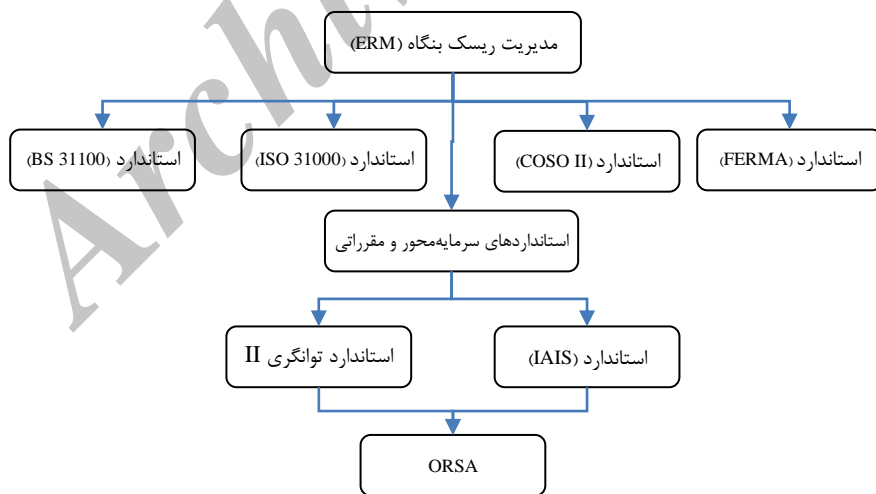 مدیریت ریسک بنگاه (ERM)
استاندارد (FERMA)
استاندارد (COSO II)
استاندارد (ISO 31000)
استاندارد (BS 31100)
استانداردهای سرمایه‌محور و مقرراتی
استاندارد (IAIS)
استاندارد توانگری II
ORSA